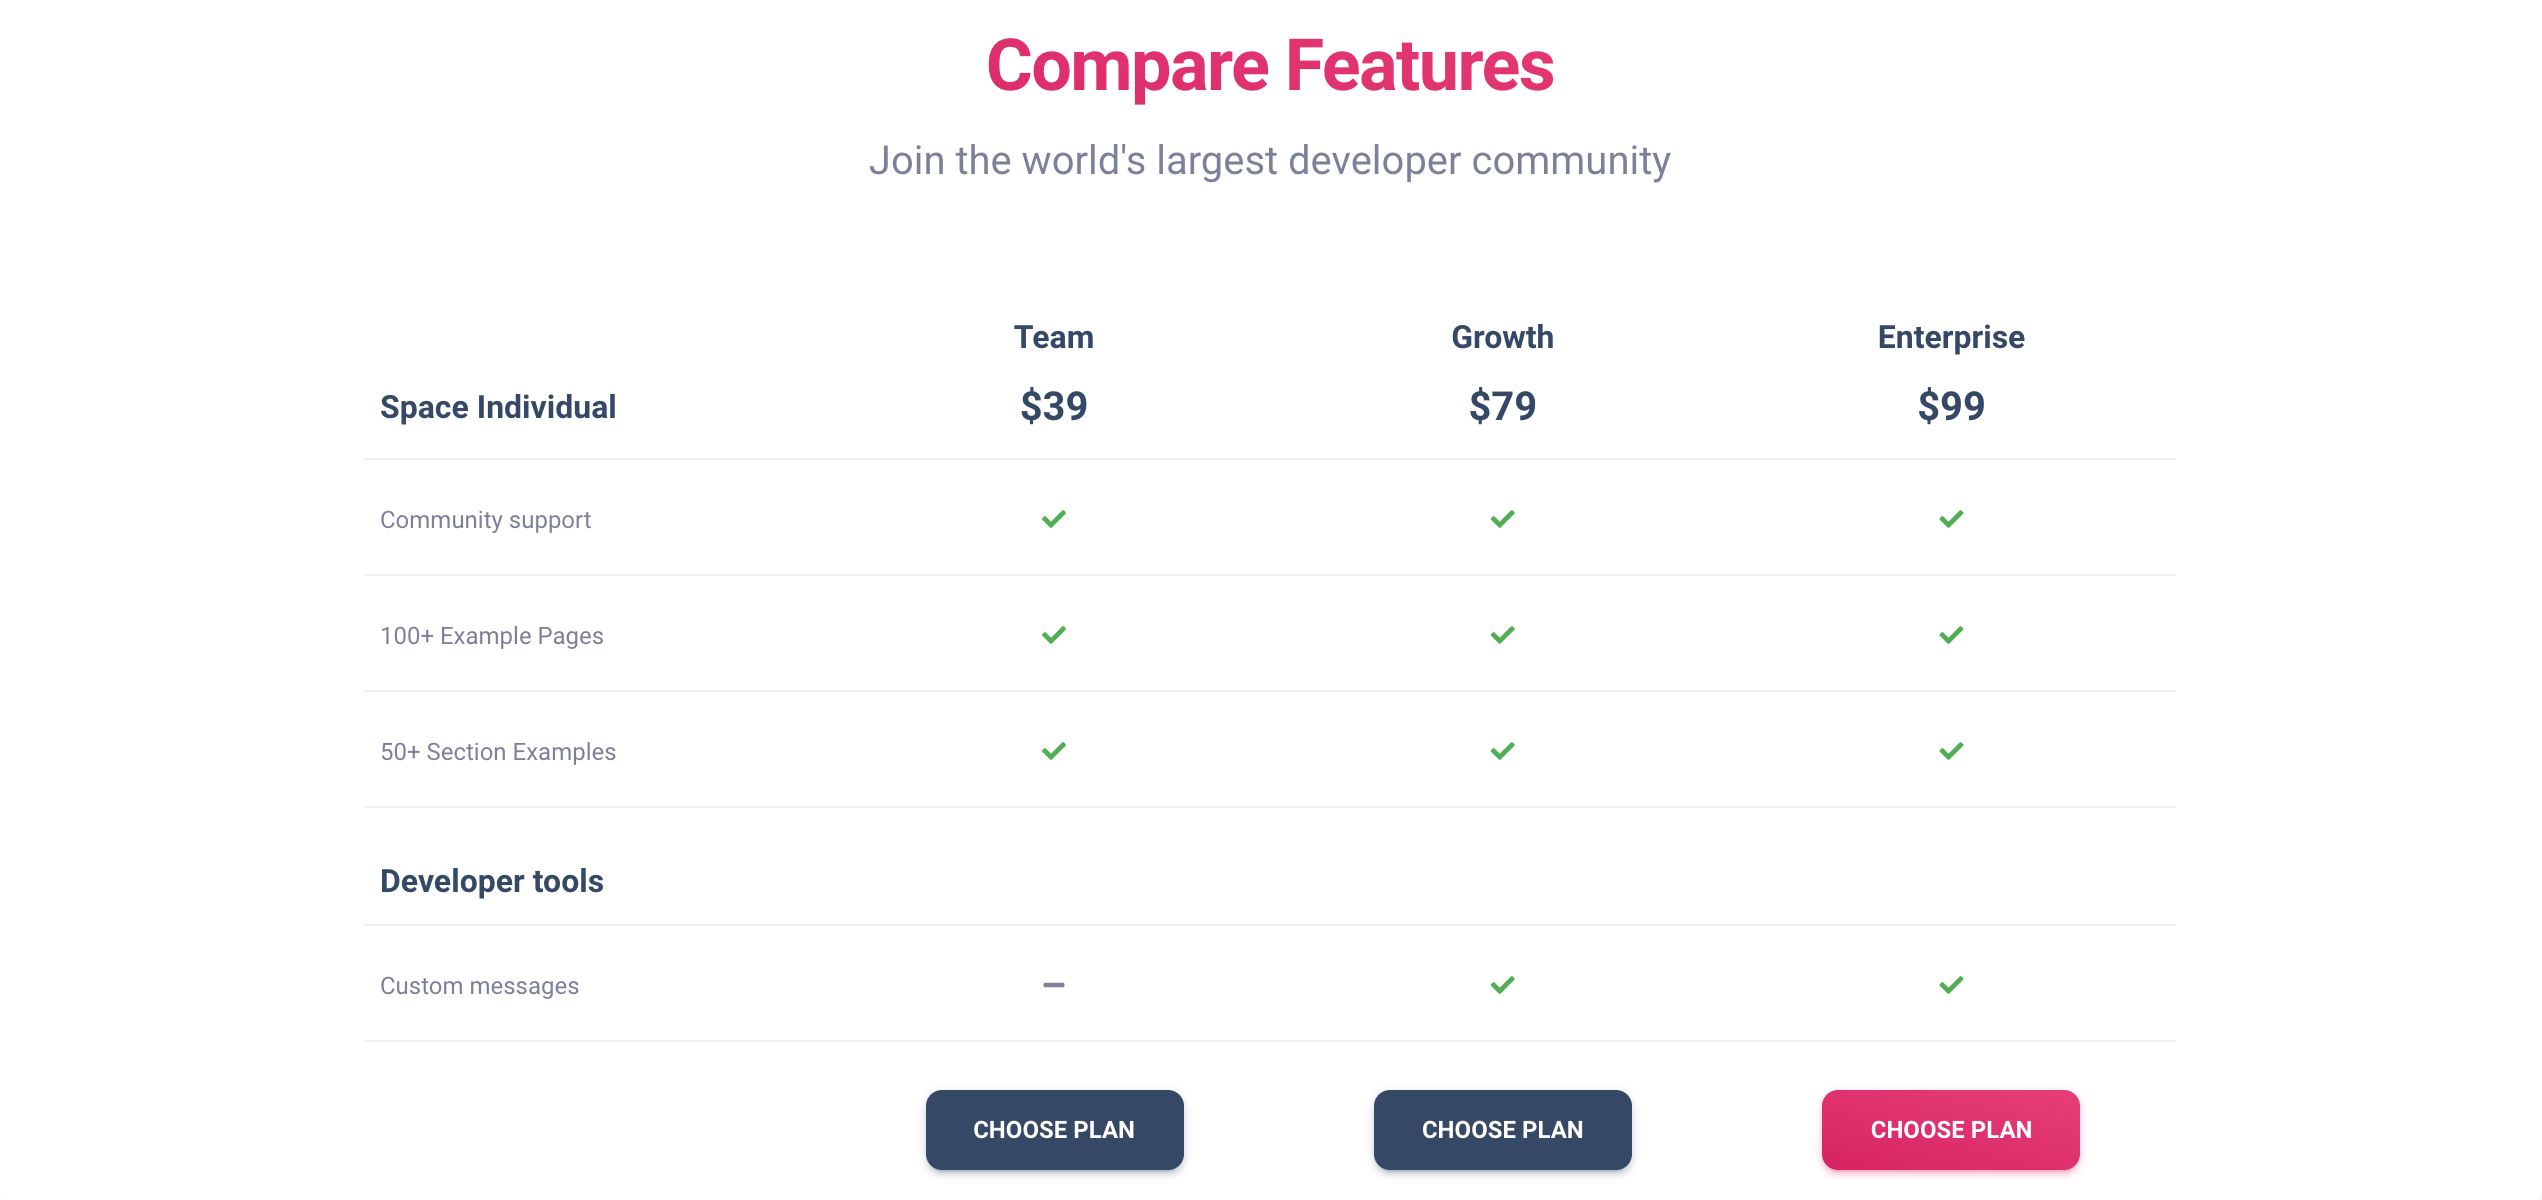 Compare Features
Join the world's largest developer community
Team Growth Enterprise
Space Individual $39 $79 $99
Community support
100+ Example Pages
50+ Section Examples
Developer tools
Custom messages
CHOOSE PLAN CHOOSE PLAN CHOOSE PLAN